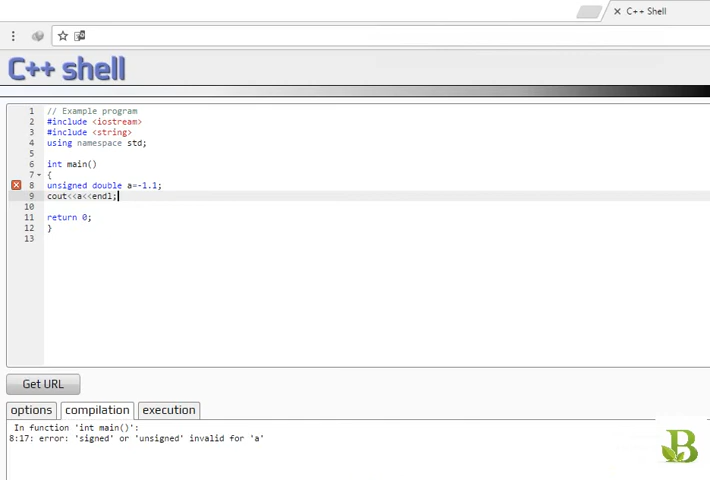 C++ Shell
C++ shell
1 // Example program
2 #include <iostream>
3 #include <string>
4 using namespace std;
5
6 int main()
7 {
8 unsigned double a=-1.1;
9 cout<<a<<endl;
10
11 return 0;
12 }
13
Get URL
options compilation execution
In function 'int main()':
8:17: error: 'signed' or 'unsigned' invalid for 'a'
B